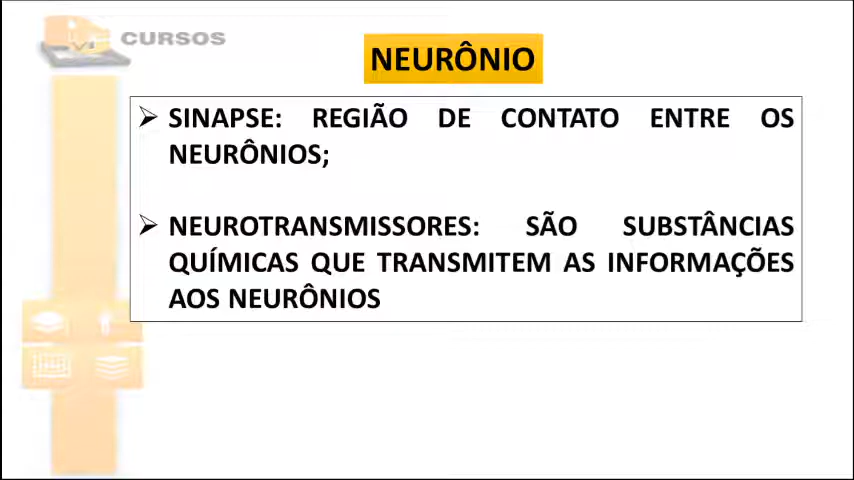 CURSOS
NEURÔNIO
➢ SINAPSE: REGIÃO DE CONTATO ENTRE OS
NEURÔNIOS;
➢ NEUROTRANSMISSORES: SÃO SUBSTÂNCIAS
QUÍMICAS QUE TRANSMITEM AS INFORMAÇÕES
AOS NEURÔNIOS